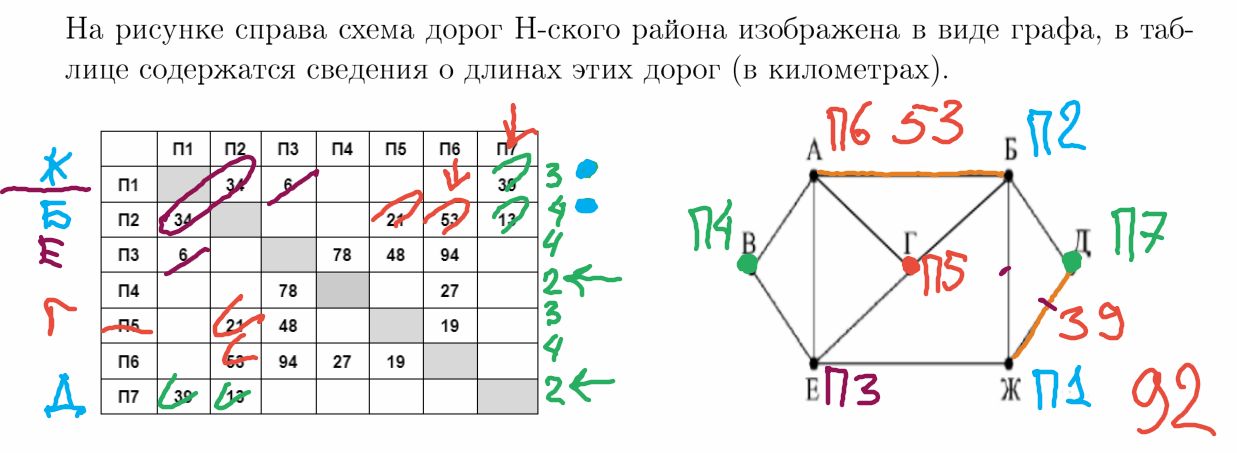 На рисунке справа схема дорог Н-ского района изображена в виде графа, в таб-
лице содержатся сведения о длинах этих дорог (в километрах).
П1 П2 П3 П4 П5 П6 П7
Ж П1 34 6 39 3
Б П2 34 21 53 13 4
Е П3 6 78 48 94 4
П4 78 27 2
Г П5 21 48 19 3
П6 53 94 27 19 4
Д П7 39 13 2
А П6 53 Б П2
П4 В Г П5 Д П7
39
Е П3 Ж П1 92